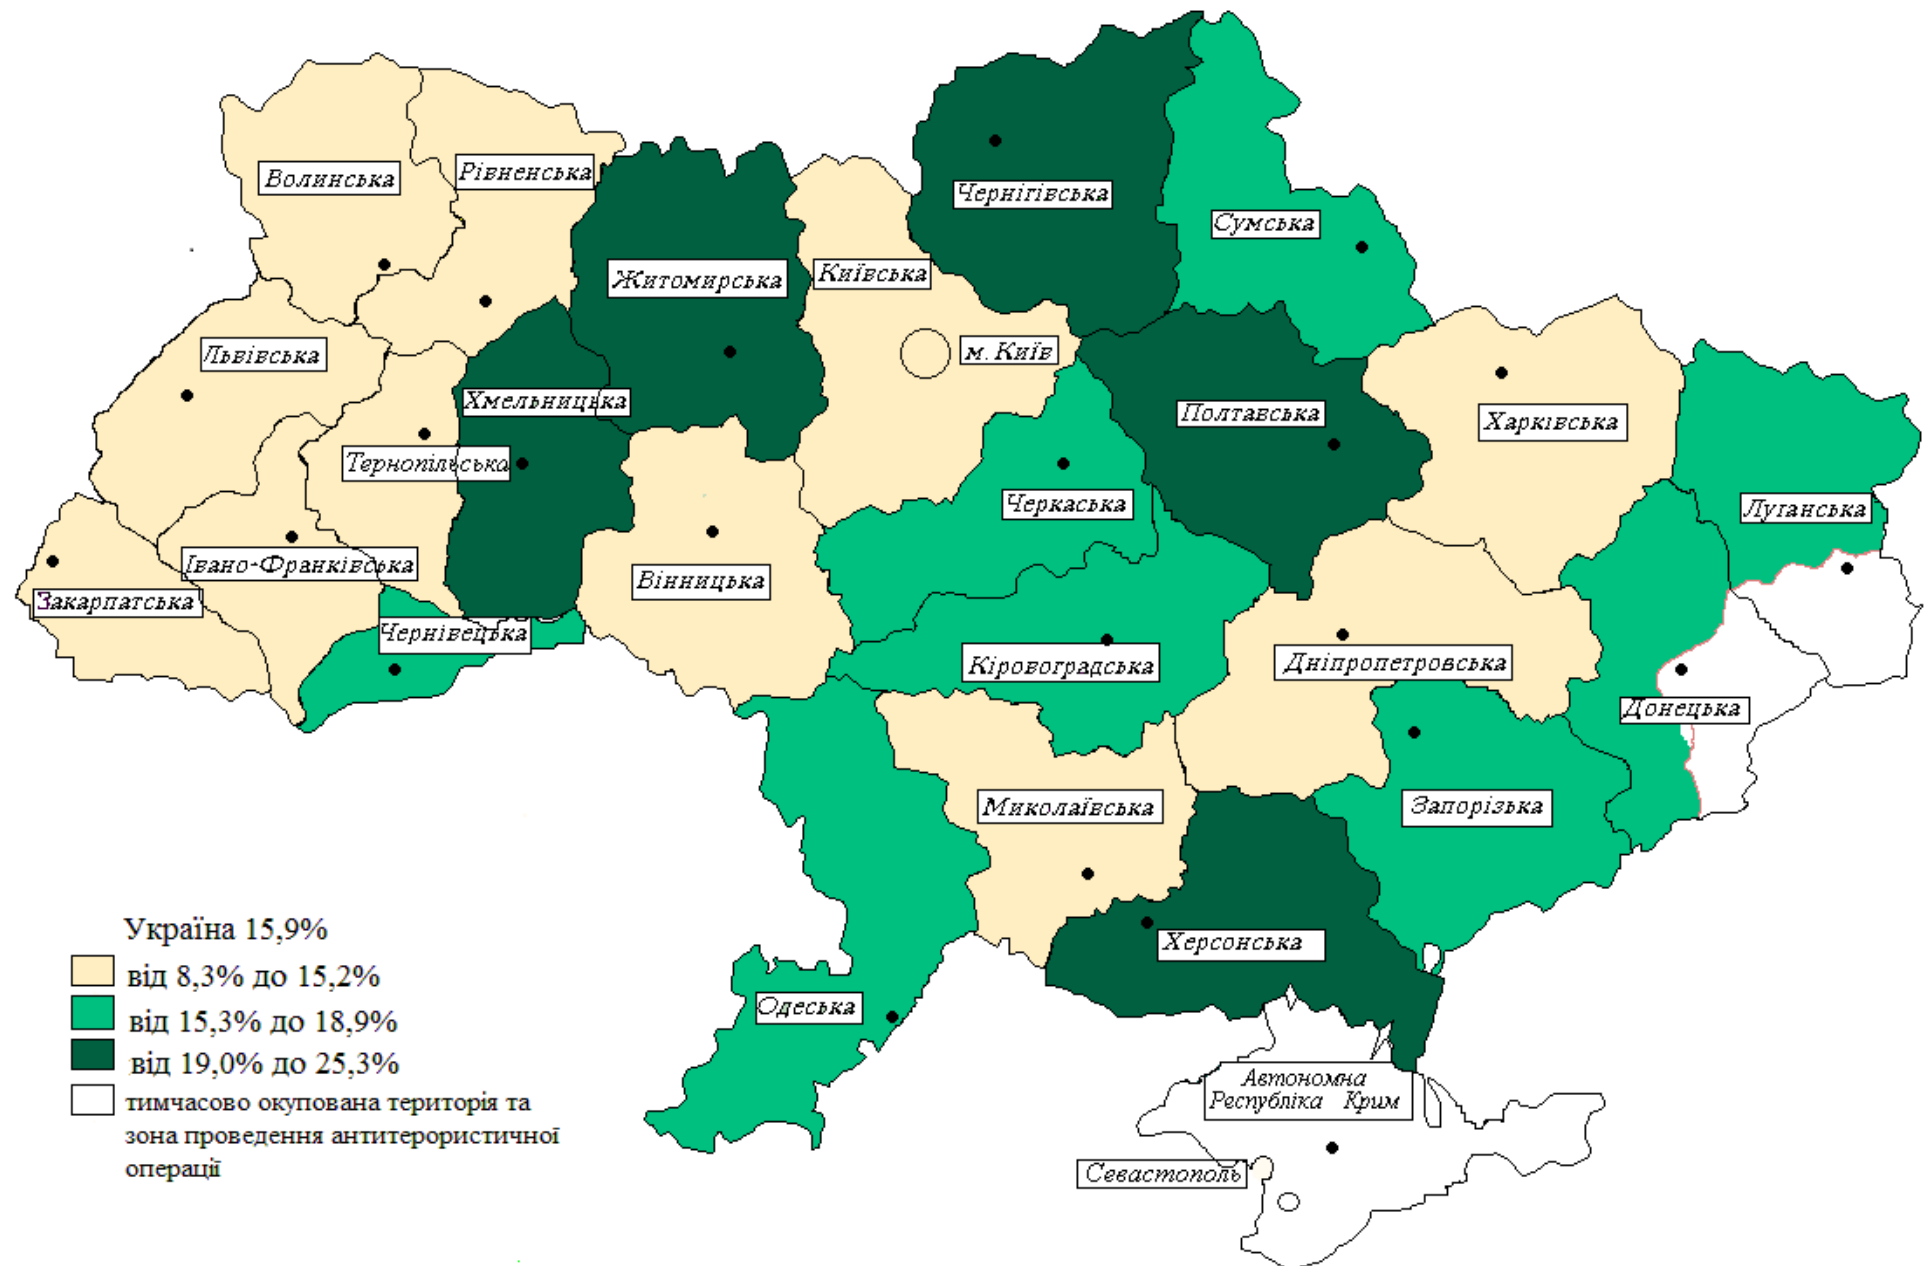 Волинська
Рівненська
Чернігівська
Сумська
Житомирська
Київська
м. Київ
Львівська
Хмельницька
Полтавська
Харківська
Тернопільська
Черкаська
Луганська
Івано-Франківська
Вінницька
Закарпатська
Чернівецька
Кіровоградська
Дніпропетровська
Донецька
Миколаївська
Запорізька
Херсонська
Одеська
Автономна
Республіка Крим
Севастополь
Україна 15,9%
від 8,3% до 15,2%
від 15,3% до 18,9%
від 19,0% до 25,3%
тимчасово окупована територія та
зона проведення антитерористичної
операції